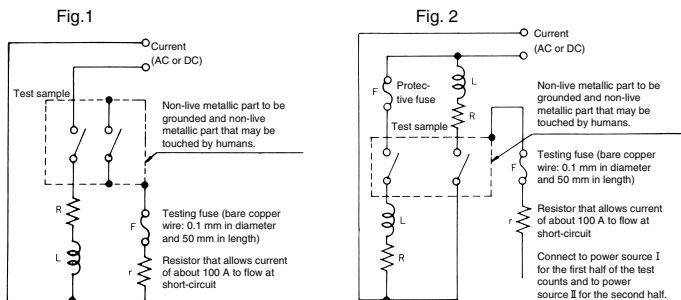 Fig.1
Current
(AC or DC)
Test sample
Non-live metallic part to be
grounded and non-live
metallic part that may be
touched by humans.
R
L
F
Testing fuse (bare copper
wire: 0.1 mm in diameter
and 50 mm in length)
r
Resistor that allows current
of about 100 A to flow at
short-circuit
Fig. 2
Current
(AC or DC)
F
Protec-
tive fuse
L
R
Test sample
Non-live metallic part to be
grounded and non-live
metallic part that may be
touched by humans.
F
Testing fuse (bare copper
wire: 0.1 mm in diameter
and 50 mm in length)
L
R
r
Resistor that allows current
of about 100 A to flow at
short-circuit
Connect to power source I
for the first half of the test
counts and to power
source II for the second half.